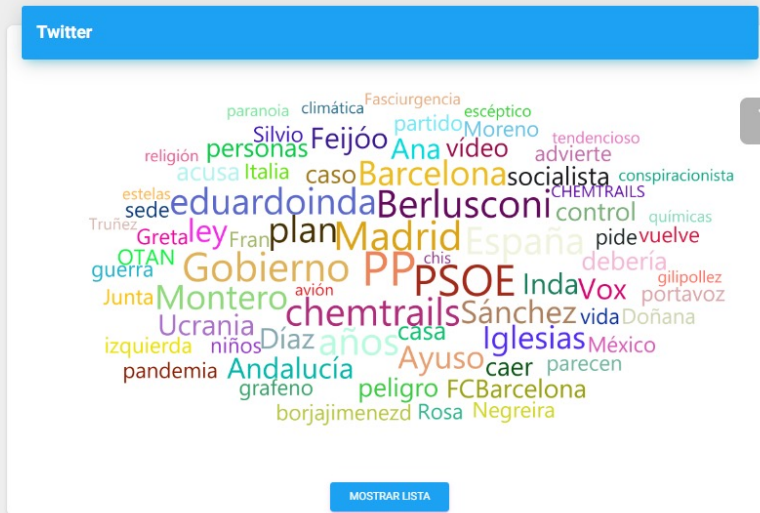 Twitter
Fasciurgencia
paranoia climática escéptico
partido Moreno
Silvio Feijóo tendencioso
personas Ana vídeo advierte
religión
acusa Italia caso Barcelona socialista conspiracionista
estelas CHEMTRAILS
sede eduardoinda Berlusconi control químicas
Truñez
Greta ley Fran plan Madrid España pide vuelve
OTAN chis debería
guerra Gobierno PP PSOE Inda Vox gilipollez
Junta Montero avión portavoz
chemtrails Sánchez vida Doñana
Ucrania Díaz años casa Iglesias México
izquierda niños
pandemia Andalucía Ayuso caer parecen
grafeno peligro FCBarcelona
borjajimenezd Rosa Negreira
MOSTRAR LISTA